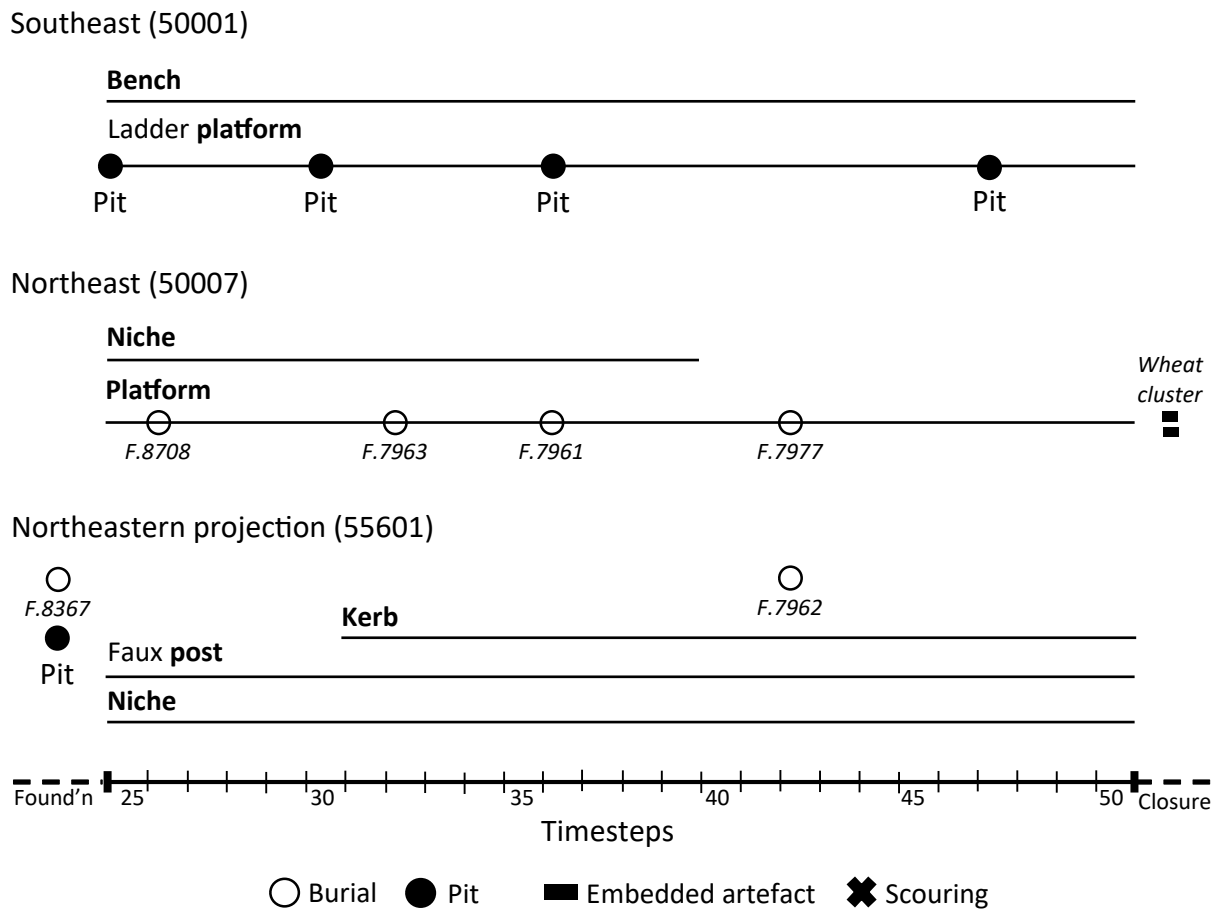 Southeast (50001)
Bench
Ladder platform
Pit Pit Pit Pit
Northeast (50007)
Niche
Wheat
cluster
Platform
F.8708 F.7963 F.7961 F.7977
Northeastern projection (55601)
F.8367 F.7962
Kerb
Pit
Faux post
Niche
Found'n 25 30 35 40 45 50 Closure
Timesteps
Burial Pit Embedded artefact Scouring